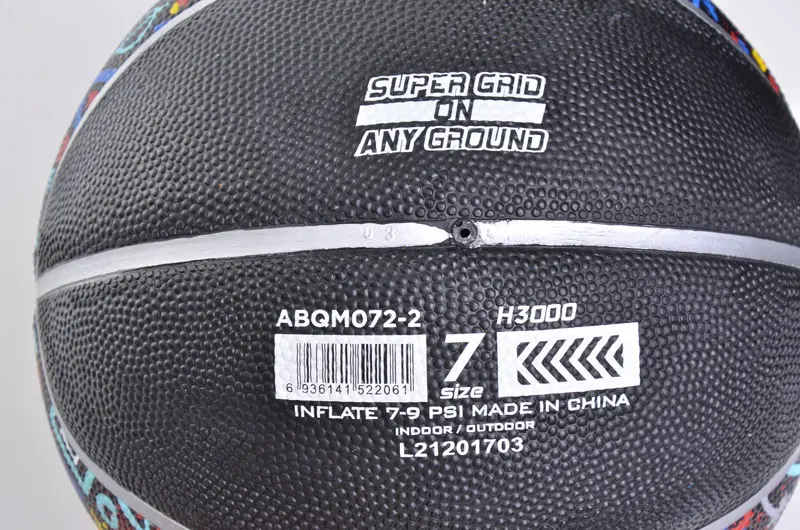 SUPER GRID
ON
ANY GROUND
03
ABQM072-2
H3000
7
size
6 936141 522061
INFLATE 7-9 PSI MADE IN CHINA
INDOOR / OUTDOOR
L21201703